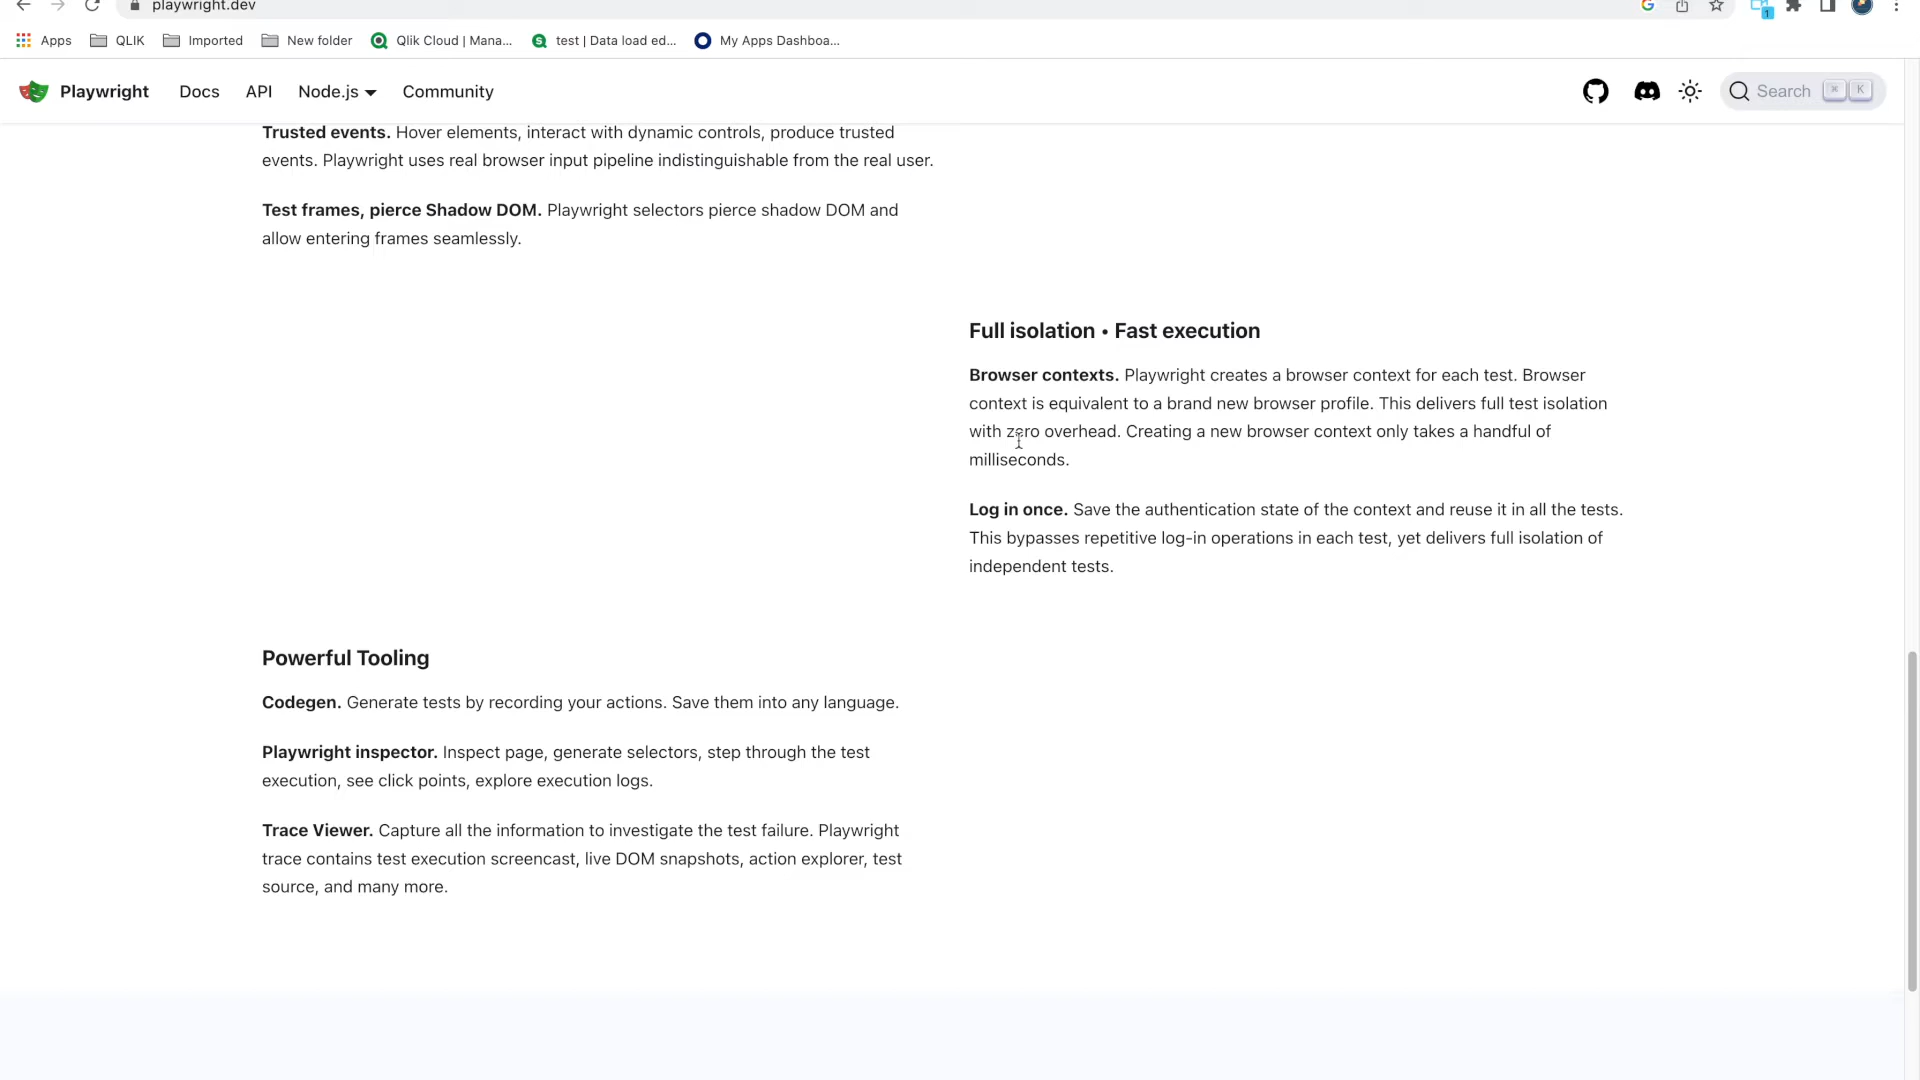 playwright.dev
1
Apps QLIK Imported New folder Qlik Cloud | Mana... test | Data load ed... My Apps Dashboa...
Playwright Docs API Node.js Community Search ⌘ K
Trusted events. Hover elements, interact with dynamic controls, produce trusted
events. Playwright uses real browser input pipeline indistinguishable from the real user.
Test frames, pierce Shadow DOM. Playwright selectors pierce shadow DOM and
allow entering frames seamlessly.
Full isolation • Fast execution
Browser contexts. Playwright creates a browser context for each test. Browser
context is equivalent to a brand new browser profile. This delivers full test isolation
with zero overhead. Creating a new browser context only takes a handful of
milliseconds.
Log in once. Save the authentication state of the context and reuse it in all the tests.
This bypasses repetitive log-in operations in each test, yet delivers full isolation of
independent tests.
Powerful Tooling
Codegen. Generate tests by recording your actions. Save them into any language.
Playwright inspector. Inspect page, generate selectors, step through the test
execution, see click points, explore execution logs.
Trace Viewer. Capture all the information to investigate the test failure. Playwright
trace contains test execution screencast, live DOM snapshots, action explorer, test
source, and many more.